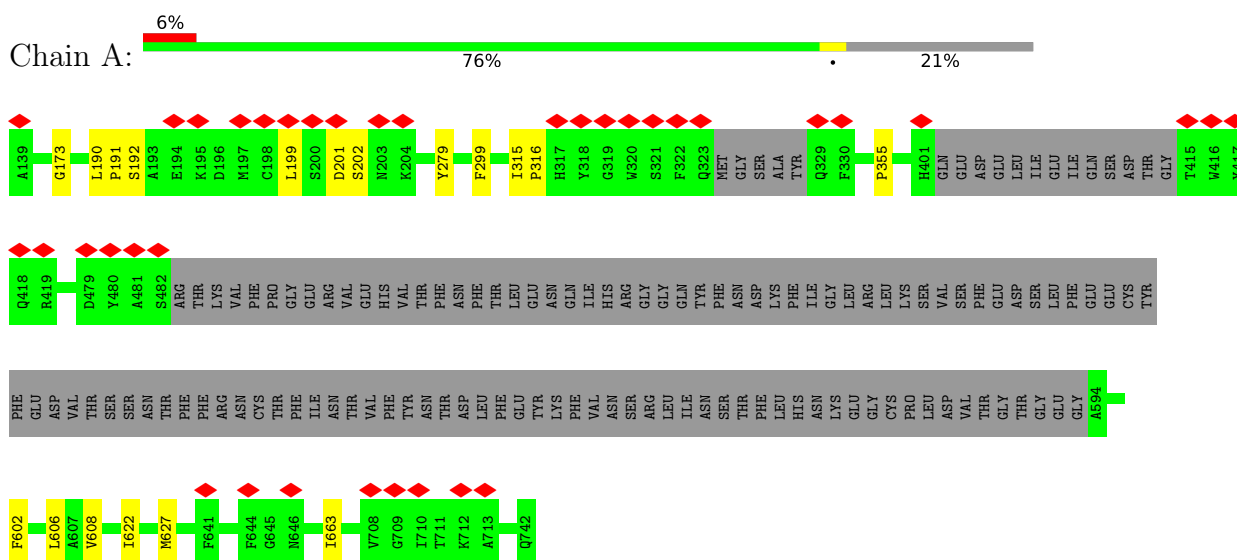 6%
Chain A:
76% • 21%
A139 G173 L190 P191 S192 A193 E194 K195 D196 M197 C198 L199 S200 D201 S202 N203 K204 Y279 F299 I315 P316 H317 Y318 G319 W320 S321 F322 Q323 MET GLY SER ALA TYR Q329 F330 P355 H401 GLN GLU ASP GLU LEU ILE GLU ILE GLN SER ASP THR GLY T415 W416
Q418 R419 D479 Y480 A481 S482 ARG THR LYS VAL PHE PRO GLY GLU ARG VAL GLU HIS VAL THR PHE ASN PHE THR LEU GLU ASN GLN ILE HIS ARG GLY GLY GLN TYR PHE ASN ASP LYS PHE ILE GLY LEU ARG LEU LYS SER VAL SER PHE GLU ASP SER LEU PHE GLU GLU CYS TYR
PHE GLU ASP VAL THR SER SER ASN THR PHE PHE ARG ASN CYS THR PHE ILE ASN THR VAL PHE TYR ASN THR ASP LEU PHE GLU TYR LYS PHE VAL ASN SER ARG LEU ILE ASN SER THR PHE LEU HIS ASN LYS GLU GLY CYS PRO LEU ASP VAL THR GLY THR GLY GLU GLY A594
F602 L606 A607 V608 I622 M627 F641 F644 G645 N646 I663 V708 G709 I710 T711 K712 A713 Q742